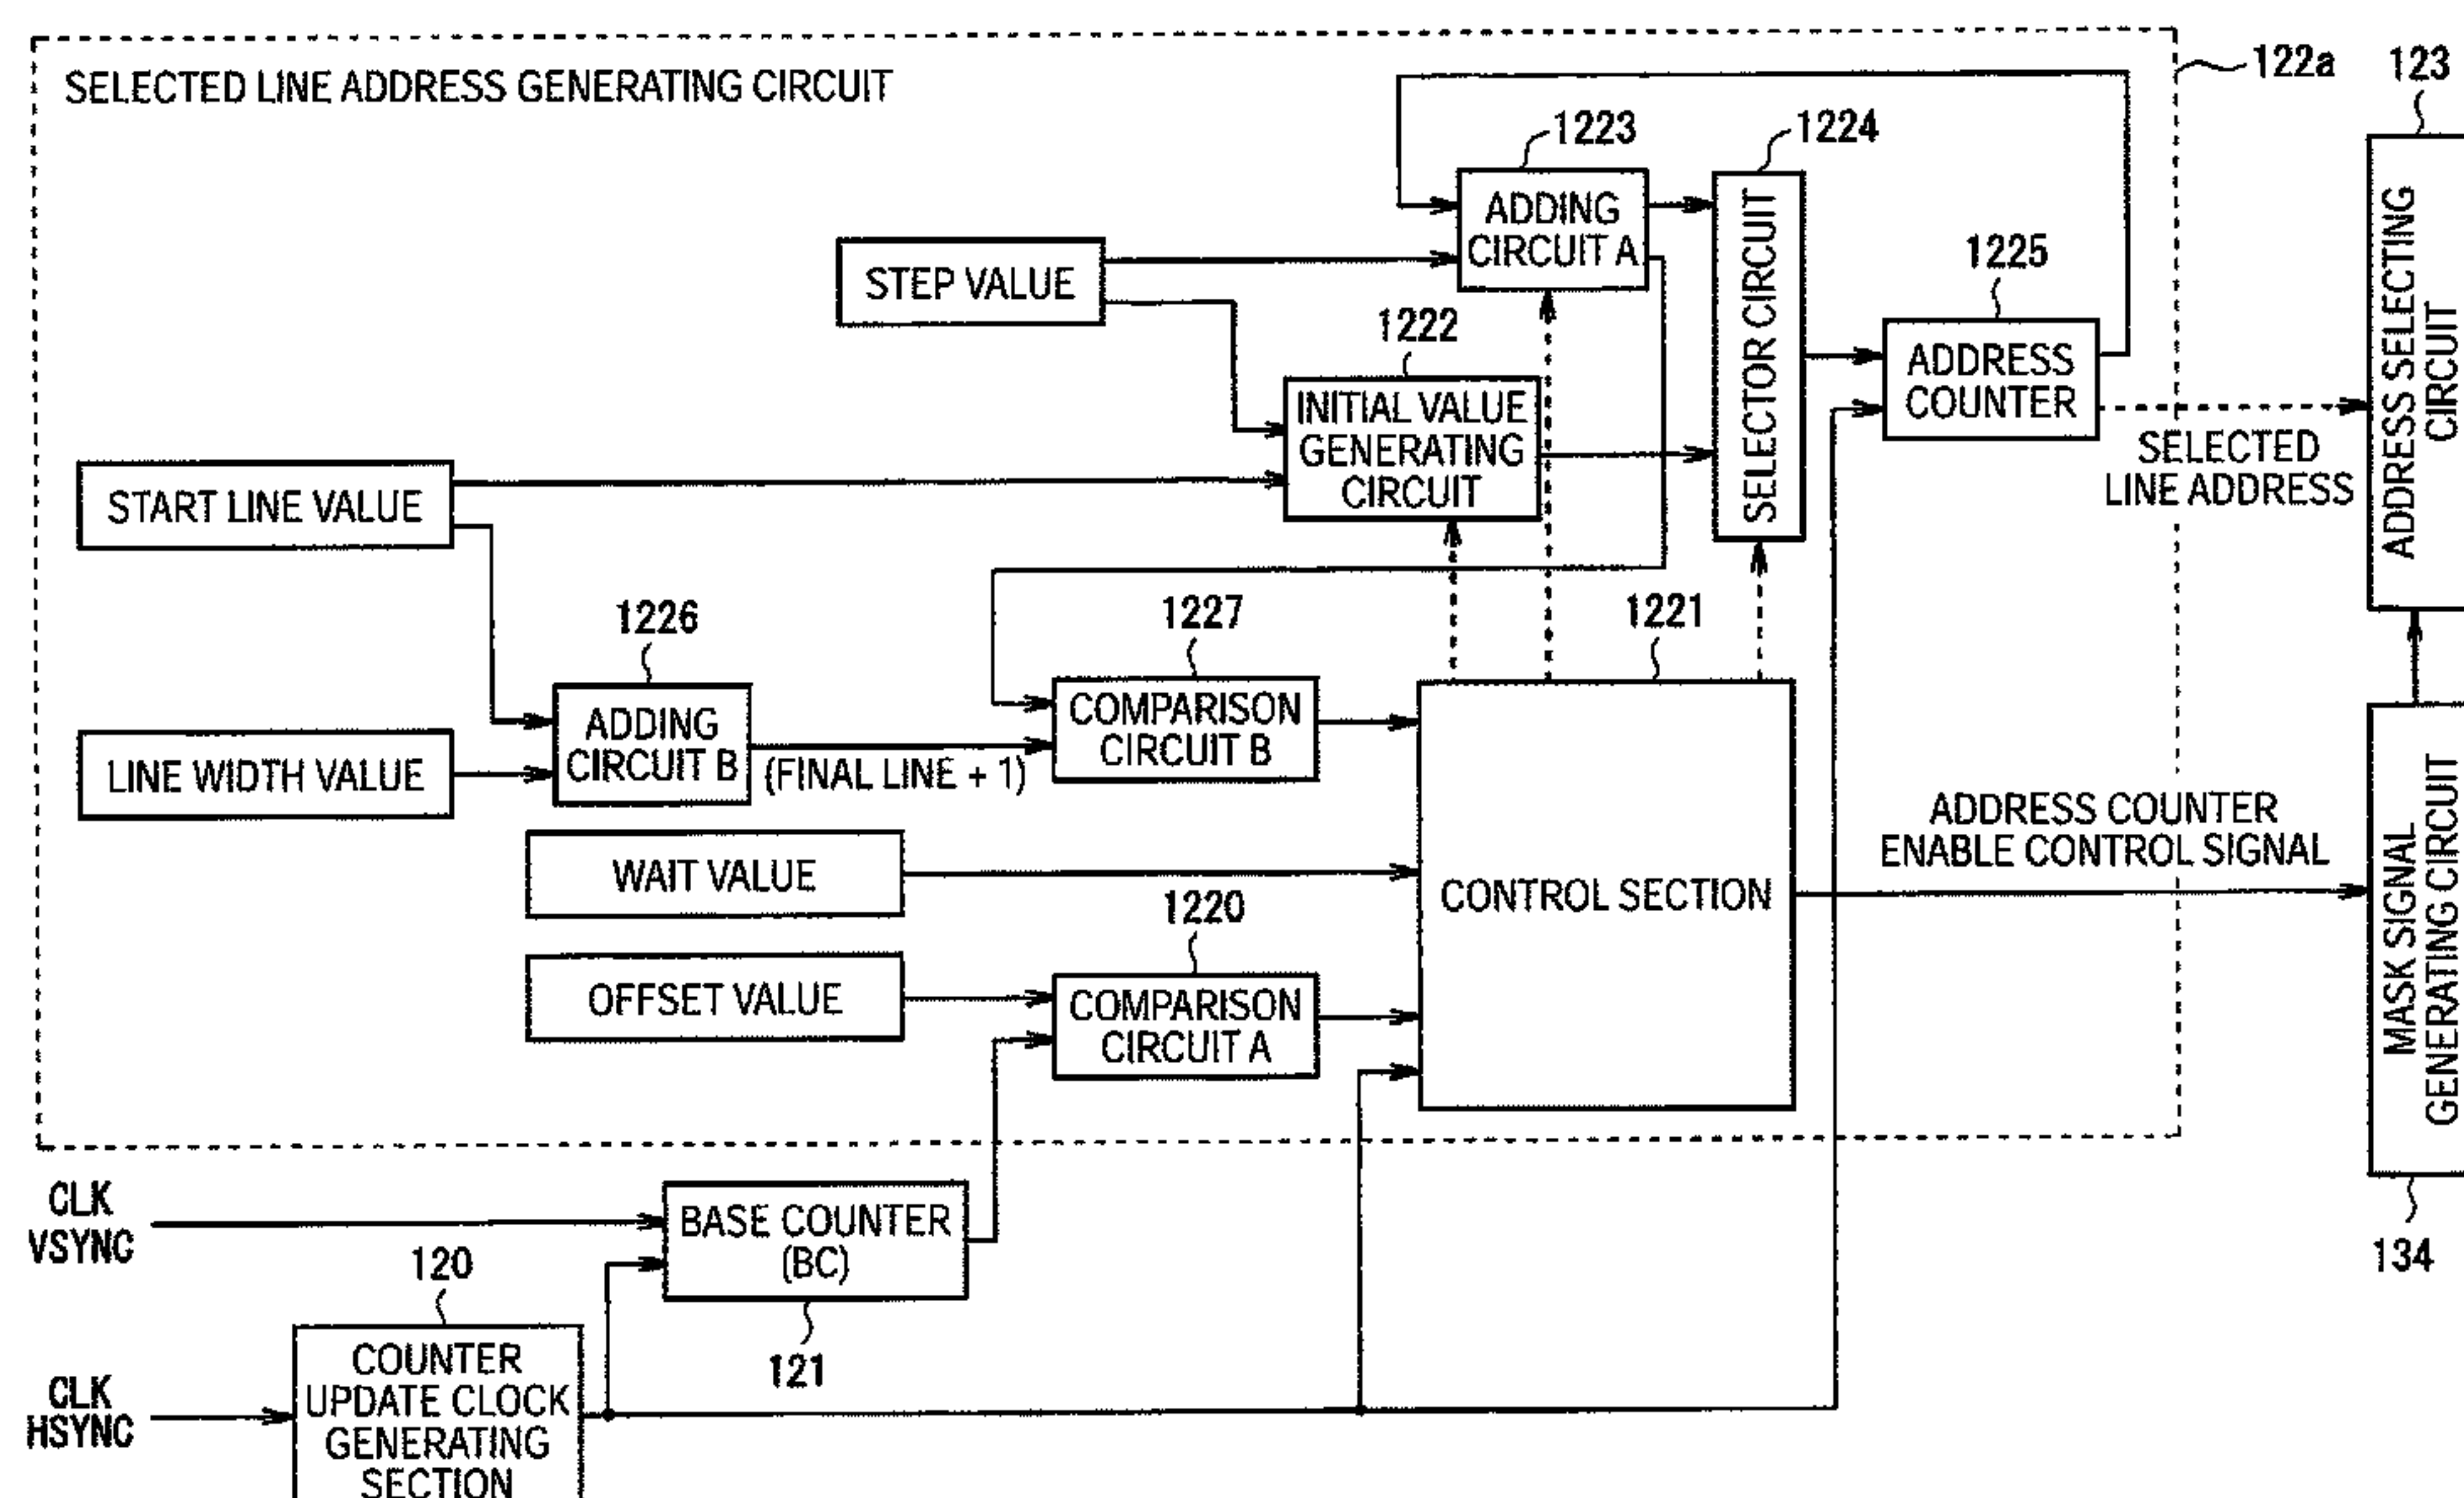 SELECTED LINE ADDRESS GENERATING CIRCUIT
122a
123
1223
1224
ADDING
CIRCUIT A
SELECTOR CIRCUIT
ADDRESS SELECTING
CIRCUIT
STEP VALUE
1225
1222
ADDRESS
COUNTER
INITIAL VALUE
GENERATING
CIRCUIT
SELECTED
LINE ADDRESS
START LINE VALUE
1226
1227
1221
ADDING
CIRCUIT B
COMPARISON
CIRCUIT B
LINE WIDTH VALUE
(FINAL LINE + 1)
ADDRESS COUNTER
ENABLE CONTROL SIGNAL
MASK SIGNAL
GENERATING CIRCUIT
WAIT VALUE
CONTROL SECTION
1220
OFFSET VALUE
COMPARISON
CIRCUIT A
CLK
VSYNC
BASE COUNTER
(BC)
134
120
121
CLK
HSYNC
COUNTER
UPDATE CLOCK
GENERATING
SECTION